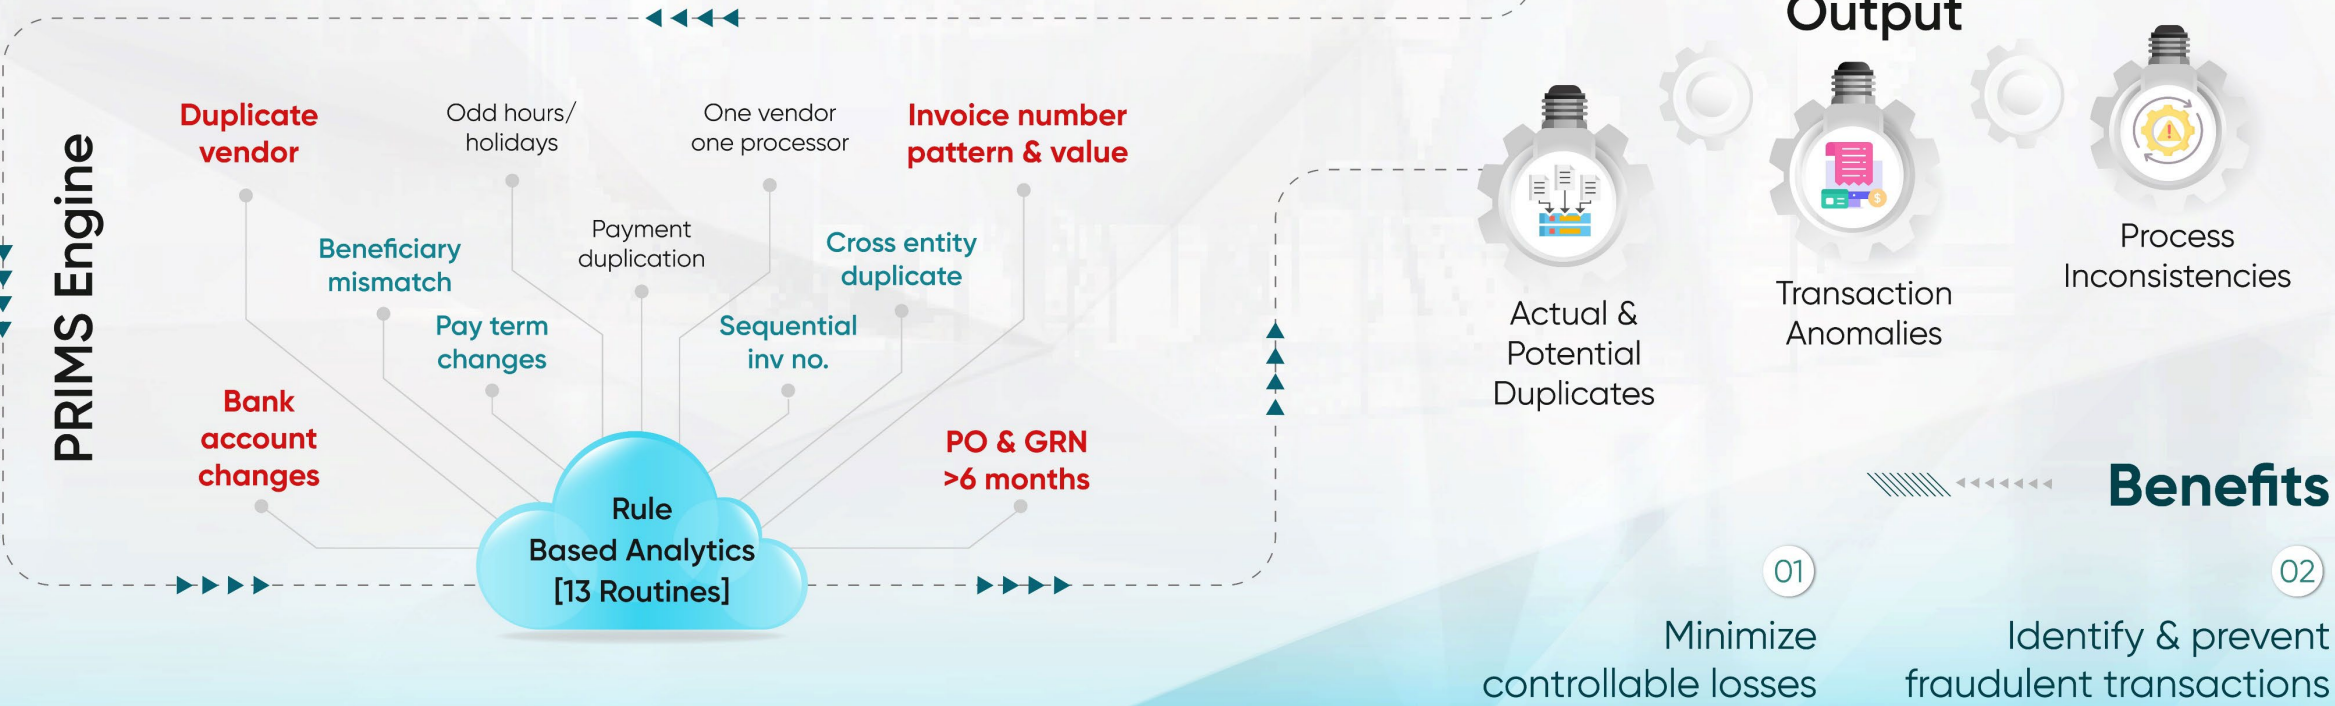 Output
PRIMS Engine
Duplicate
vendor
Odd hours/
holidays
One vendor
one processor
Invoice number
pattern & value
Beneficiary
mismatch
Payment
duplication
Cross entity
duplicate
Pay term
changes
Sequential
inv no.
Bank
account
changes
PO & GRN
>6 months
Rule
Based Analytics
[13 Routines]
Actual &
Potential
Duplicates
Transaction
Anomalies
Process
Inconsistencies
Benefits
01
Minimize
controllable losses
02
Identify & prevent
fraudulent transactions